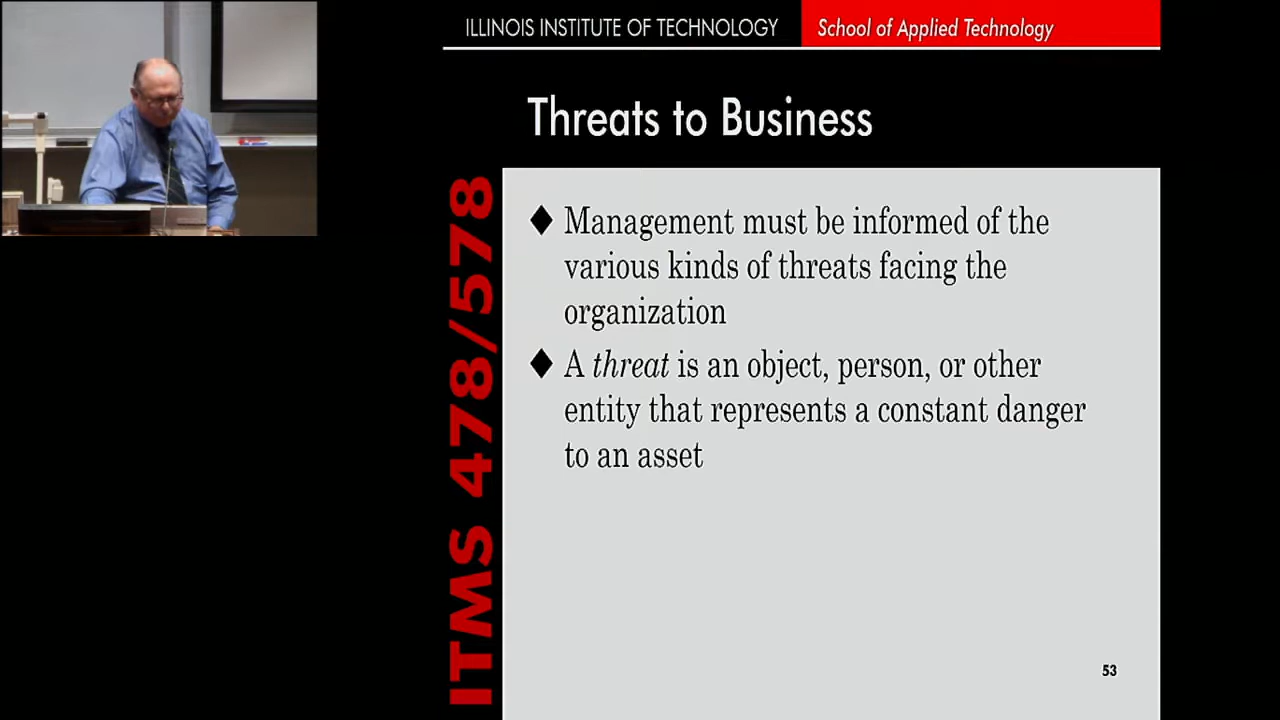 ILLINOIS INSTITUTE OF TECHNOLOGY School of Applied Technology
Threats to Business
ITMS 478/578
◆ Management must be informed of the
various kinds of threats facing the
organization
◆ A threat is an object, person, or other
entity that represents a constant danger
to an asset
53